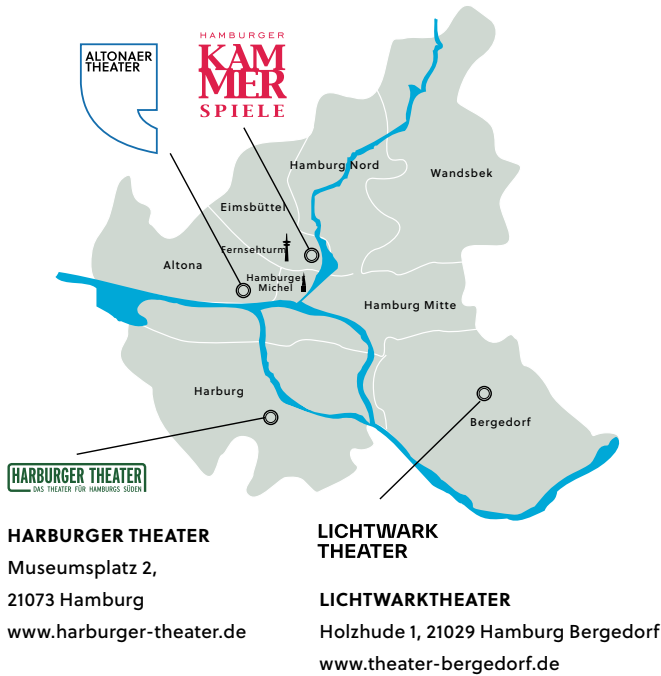 ALTONAER
THEATER
HAMBURGER
KAM
MER
SPIELE
Hamburg Nord
Wandsbek
Eimsbüttel
Fernsehturm
Altona
Hamburger
Michel
Hamburg Mitte
Harburg
Bergedorf
HARBURGER THEATER
DAS THEATER FÜR HAMBURGS SÜDEN
HARBURGER THEATER
Museumsplatz 2,
21073 Hamburg
www.harburger-theater.de
LICHTWARK
THEATER
LICHTWARKTHEATER
Holzhude 1, 21029 Hamburg Bergedorf
www.theater-bergedorf.de